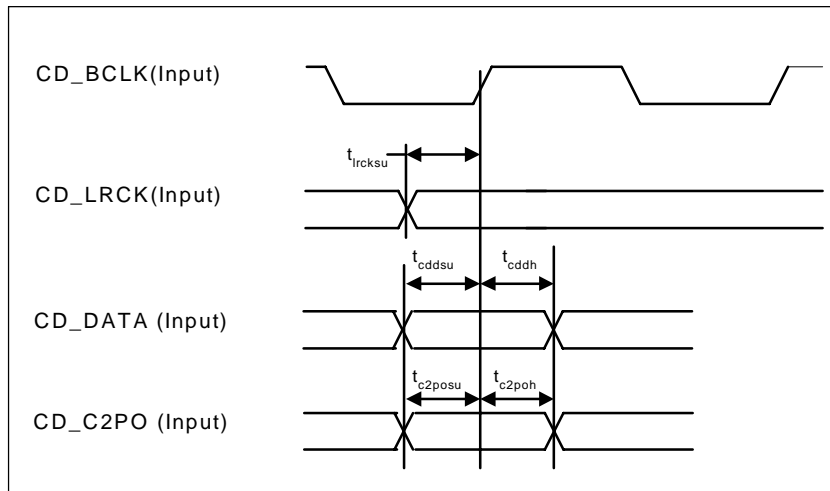 CD_BCLK(Input)
t_lrcksu
CD_LRCK(Input)
t_cddsu t_cddh
CD_DATA (Input)
t_c2posu t_c2poh
CD_C2PO (Input)